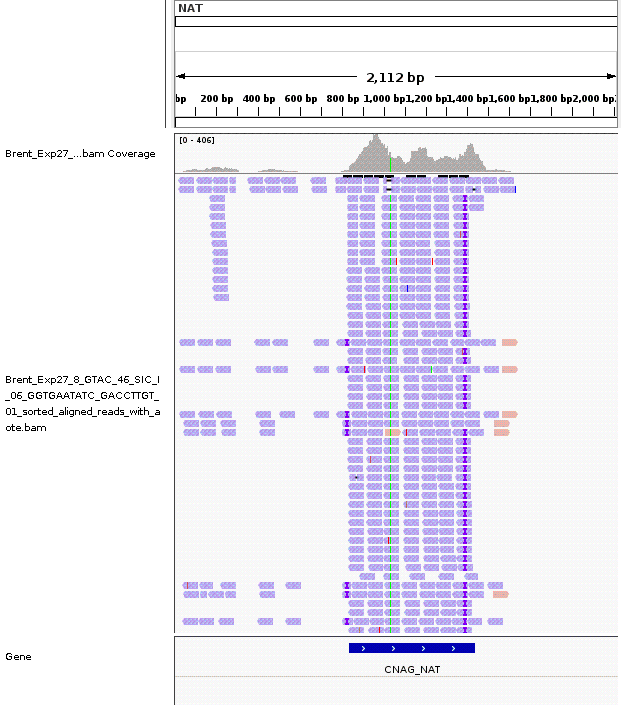 NAT
2,112 bp
bp 200 bp 400 bp 600 bp 800 bp 1,000 bp 1,200 bp 1,400 bp 1,600 bp 1,800 bp 2,000 bp
[0 - 406]
Brent_Exp27_...bam Coverage
Brent_Exp27_8_GTAC_46_SIC_I
_06_GGTGAATATC_GACCTTGT_
01_sorted_aligned_reads_with_a
ote.bam
Gene
CNAG_NAT